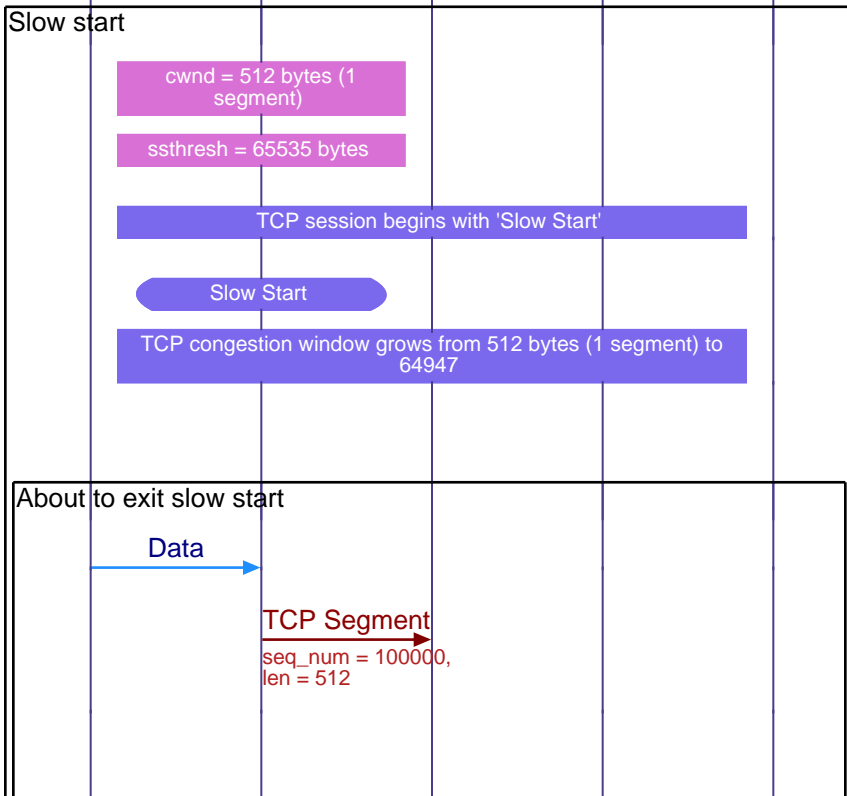 Slow start
cwnd = 512 bytes (1
segment)
ssthresh = 65535 bytes
TCP session begins with 'Slow Start'
Slow Start
TCP congestion window grows from 512 bytes (1 segment) to
64947
About to exit slow start
Data
TCP Segment
seq_num = 100000,
len = 512